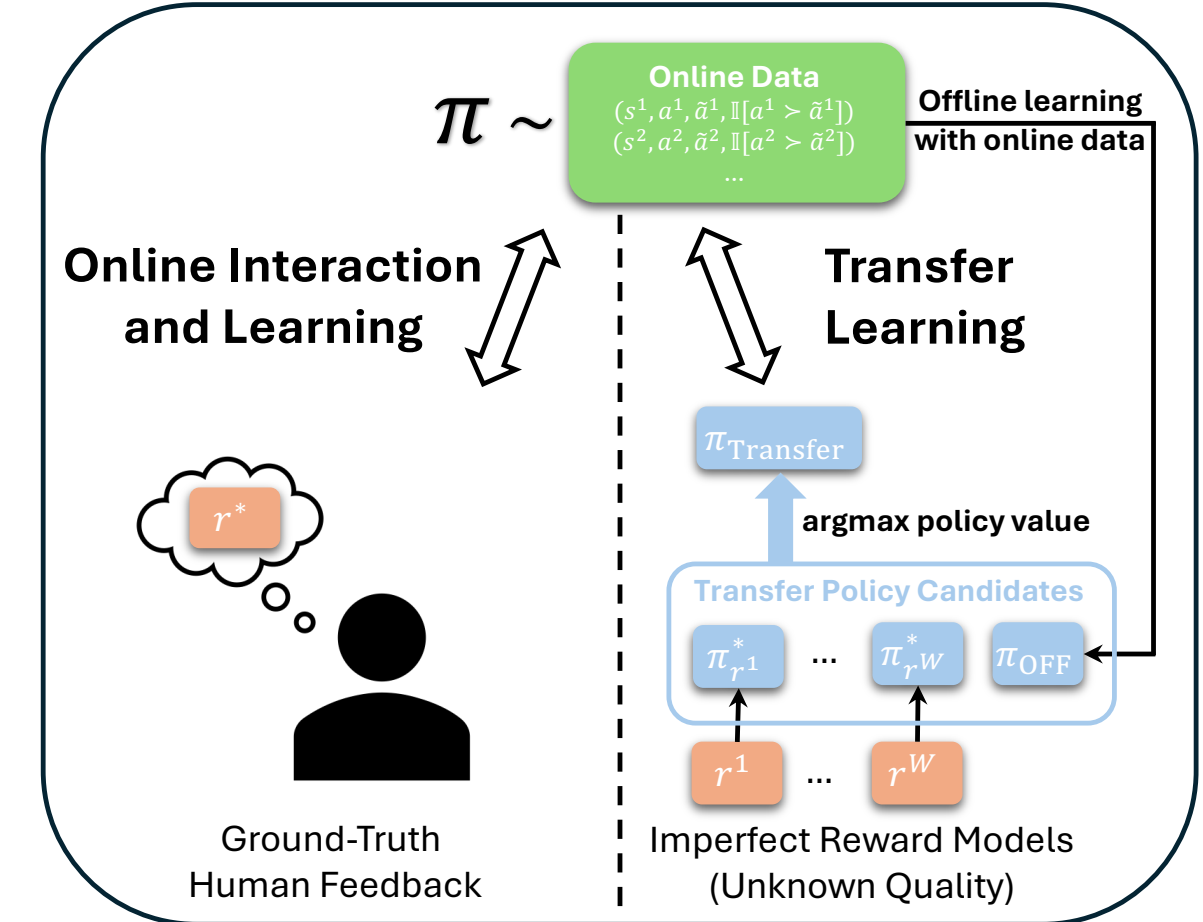 π ~
Online Data
(s¹, a¹, ã¹, 𝕀[a¹ ≻ ã¹])
(s², a², ã², 𝕀[a² ≻ ã²])
...
Offline learning
with online data
Online Interaction
and Learning
Transfer
Learning
π_Transfer
r*
argmax policy value
Transfer Policy Candidates
π*_{r¹} ... π*_{r^W} π_OFF
r¹ ... r^W
Ground-Truth
Human Feedback
Imperfect Reward Models
(Unknown Quality)